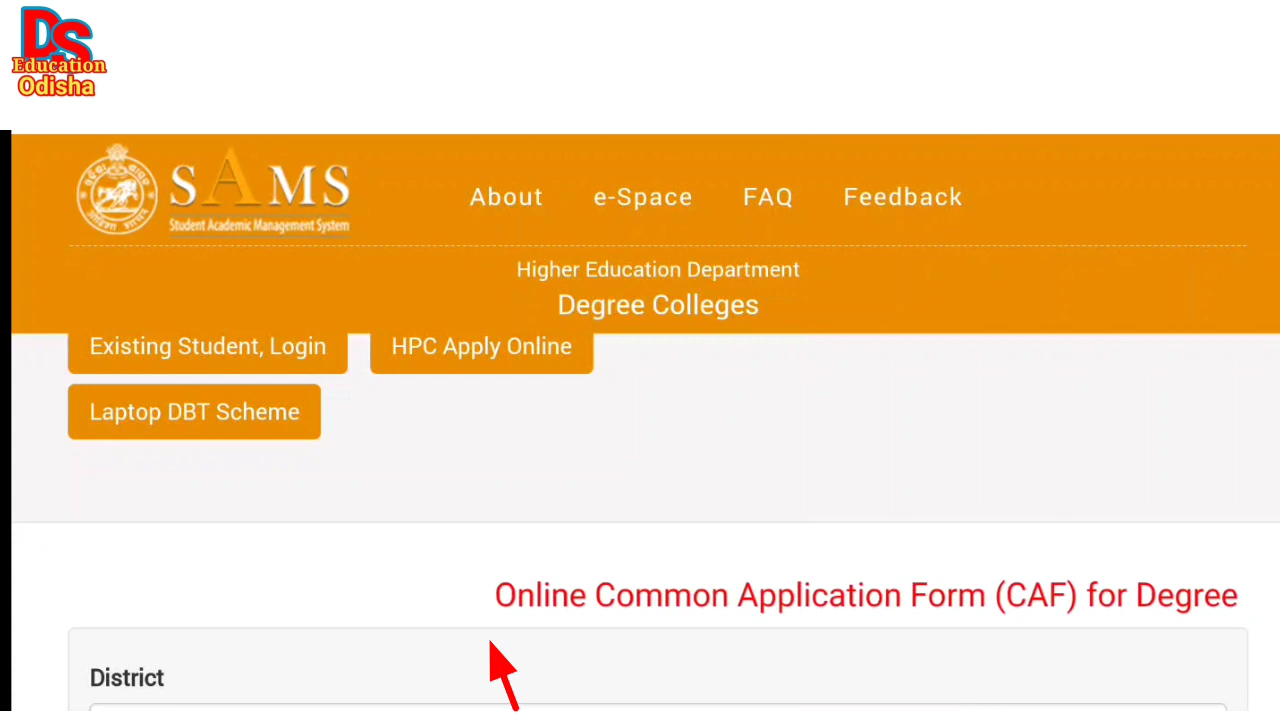 DS
Education
Odisha
SAMS
Student Academic Management System
About e-Space FAQ Feedback
Higher Education Department
Degree Colleges
Existing Student, Login HPC Apply Online
Laptop DBT Scheme
Online Common Application Form (CAF) for Degree
District